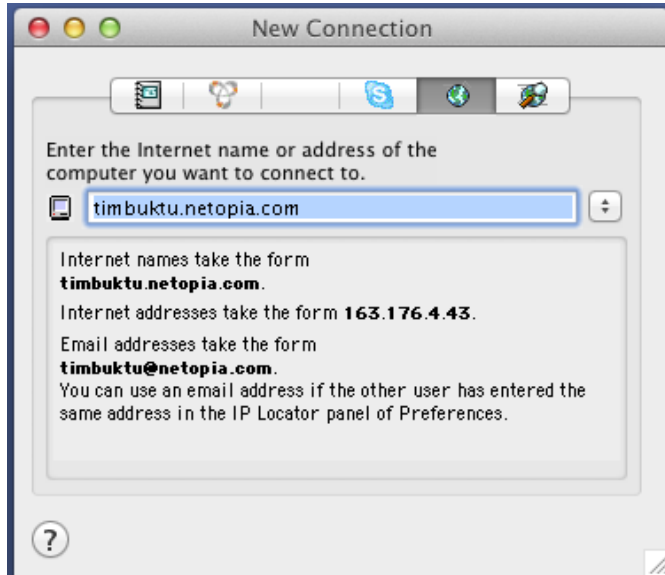 New Connection
Enter the Internet name or address of the
computer you want to connect to.
timbuktu.netopia.com
Internet names take the form
timbuktu.netopia.com.
Internet addresses take the form 163.176.4.43.
Email addresses take the form
timbuktu@netopia.com.
You can use an email address if the other user has entered the
same address in the IP Locator panel of Preferences.
?